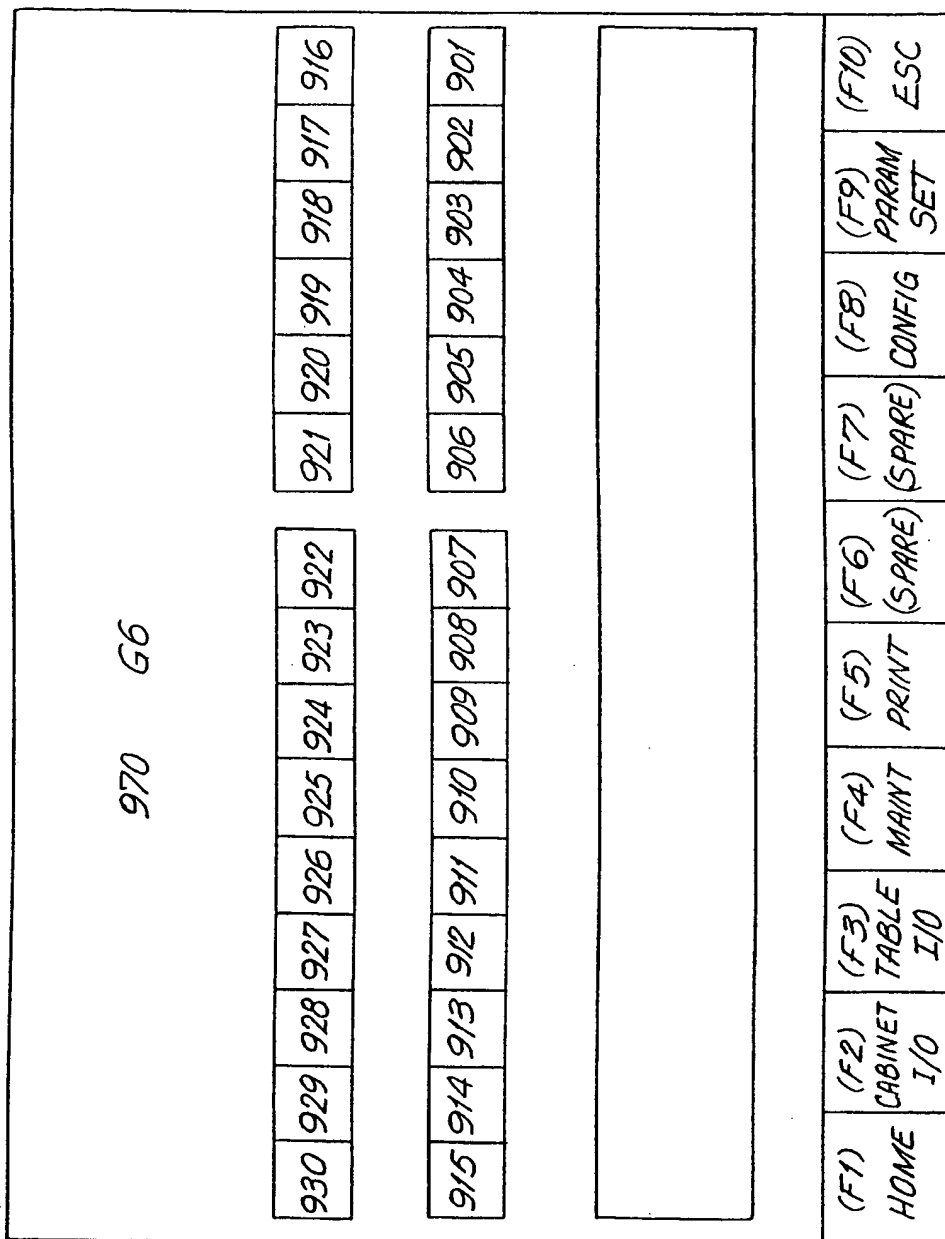 970 G6
930 929 928 927 926 925 924 923 922 921 920 919 918 917 916
915 914 913 912 911 910 909 908 907 906 905 904 903 902 901
(F1) (F2) (F3) (F4) (F5) (F6) (F7) (F8) (F9) (F10)
HOME CABINET TABLE MAINT PRINT (SPARE) (SPARE) CONFIG PARAM ESC
I/O I/O SET